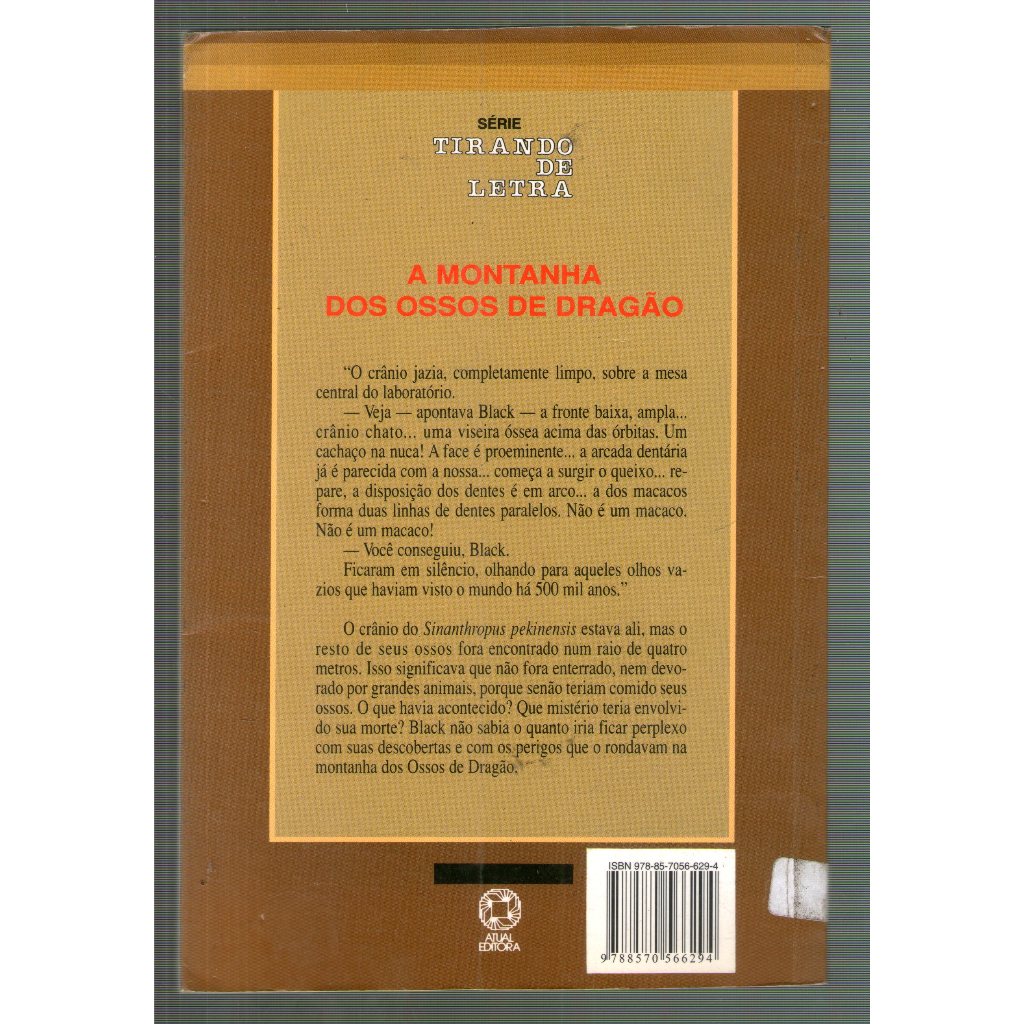 SÉRIE
TIRANDO
DE
LETRA
A MONTANHA
DOS OSSOS DE DRAGÃO
“O crânio jazia, completamente limpo, sobre a mesa
central do laboratório.
— Veja — apontava Black — a fronte baixa, ampla...
crânio chato... uma viseira óssea acima das órbitas. Um
cachaço na nuca! A face é proeminente... a arcada dentária
já é parecida com a nossa... começa a surgir o queixo... re-
pare, a disposição dos dentes é em arco... a dos macacos
forma duas linhas de dentes paralelos. Não é um macaco.
Não é um macaco!
— Você conseguiu, Black.
Ficaram em silêncio, olhando para aqueles olhos va-
zios que haviam visto o mundo há 500 mil anos.”
O crânio do Sinanthropus pekinensis estava ali, mas o
resto de seus ossos fora encontrado num raio de quatro
metros. Isso significava que não fora enterrado, nem devo-
rado por grandes animais, porque senão teriam comido seus
ossos. O que havia acontecido? Que mistério teria envolvi-
do sua morte? Black não sabia o quanto iria ficar perplexo
com suas descobertas e com os perigos que o rondavam na
montanha dos Ossos de Dragão.
ISBN 978-85-7056-629-4
9 788570 566294
ATUAL
EDITORA